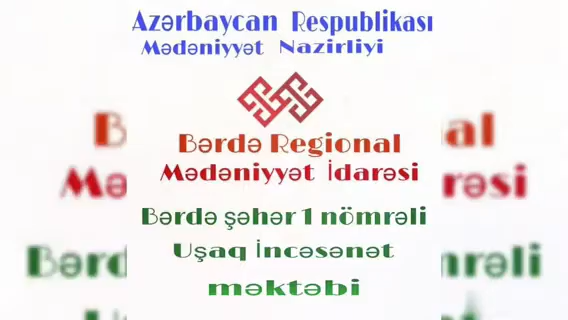 Azərbaycan Respublikası
Mədəniyyət Nazirliyi
Bərdə Regional
Mədəniyyət İdarəsi
Bərdə şəhər 1 nömrəli
Uşaq İncəsənət
məktəbi